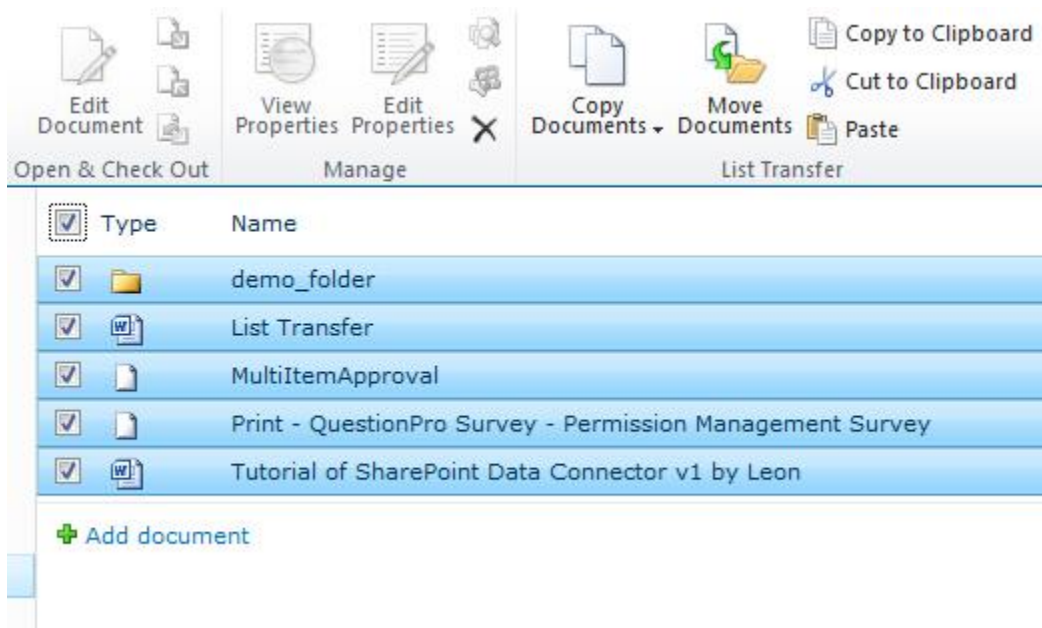 Edit
Document
Open & Check Out
View
Properties
Edit
Properties
Manage
Copy
Documents
Move
Documents
Copy to Clipboard
Cut to Clipboard
Paste
List Transfer
Type Name
demo_folder
List Transfer
MultiItemApproval
Print - QuestionPro Survey - Permission Management Survey
Tutorial of SharePoint Data Connector v1 by Leon
Add document